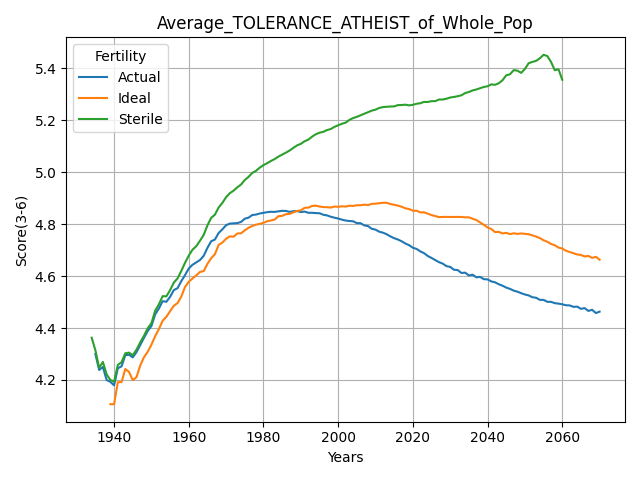 Average_TOLERANCE_ATHEIST_of_Whole_Pop
Fertility
Actual
Ideal
Sterile
Score(3-6)
5.4
5.2
5.0
4.8
4.6
4.4
4.2
1940 1960 1980 2000 2020 2040 2060
Years